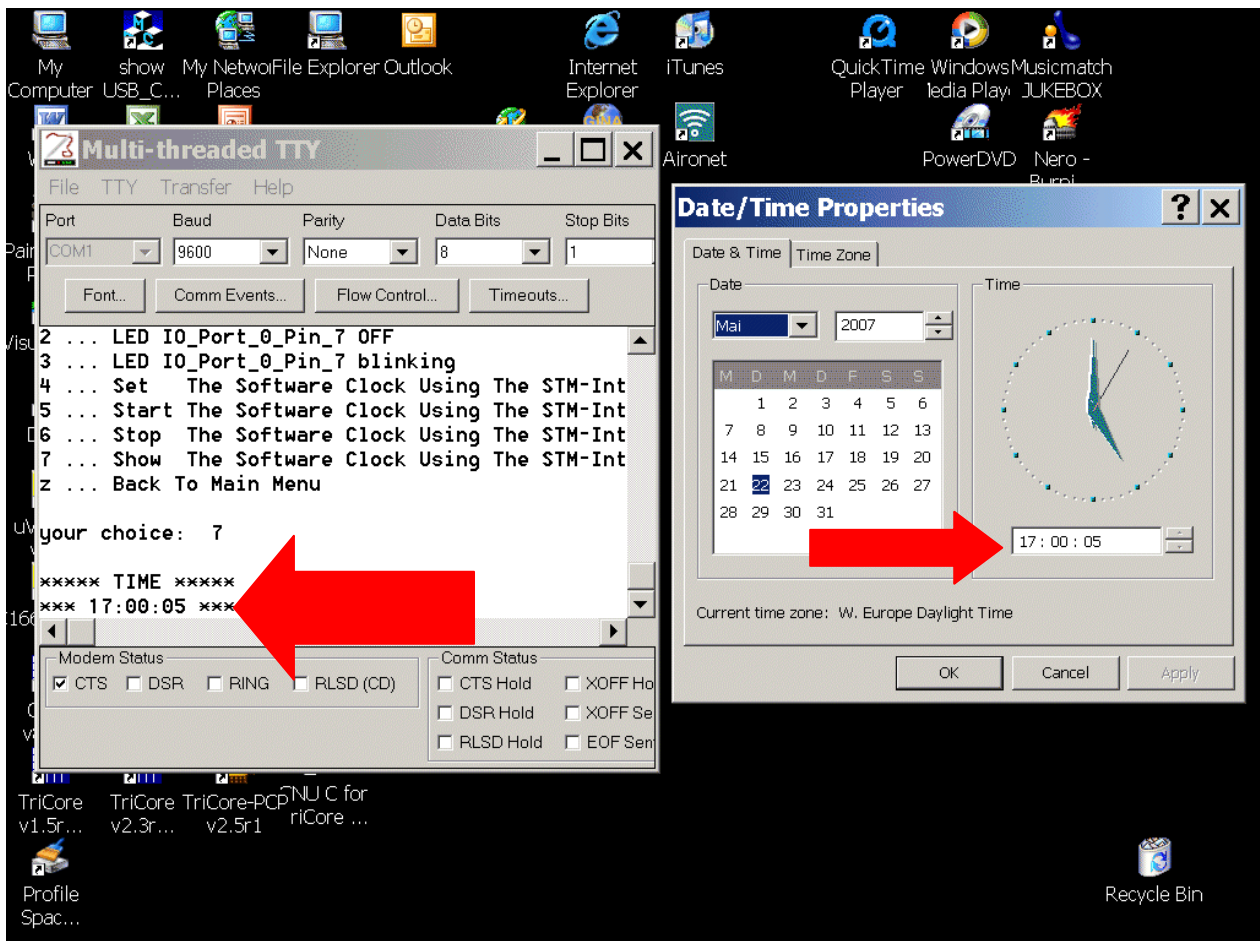 My Computer
show USB_C...
My Networ
Places
File Explorer
Outlook
Internet Explorer
iTunes
QuickTime Player
Windows
Media Play
Musicmatch JUKEBOX
Aironet
PowerDVD
Nero -
Multi-threaded TTY
File TTY Transfer Help
Port Baud Parity Data Bits Stop Bits
COM1 9600 None 8 1
Font... Comm Events... Flow Control... Timeouts...
2 ... LED IO_Port_0_Pin_7 OFF
3 ... LED IO_Port_0_Pin_7 blinking
4 ... Set The Software Clock Using The STM-Int
5 ... Start The Software Clock Using The STM-Int
6 ... Stop The Software Clock Using The STM-Int
7 ... Show The Software Clock Using The STM-Int
z ... Back To Main Menu
your choice: 7
***** TIME *****
*** 17:00:05 ***
Modem Status
CTS DSR RING RLSD (CD)
Comm Status
CTS Hold XOFF Ho
DSR Hold XOFF Se
RLSD Hold EOF Sen
Date/Time Properties
Date & Time Time Zone
Date
Mai 2007
M D M D F S S
1 2 3 4 5 6
7 8 9 10 11 12 13
14 15 16 17 18 19 20
21 22 23 24 25 26 27
28 29 30 31
Time
17 : 00 : 05
Current time zone: W. Europe Daylight Time
OK Cancel Apply
TriCore v1.5r...
TriCore v2.3r...
TriCore-PCP v2.5r1
GNU C for
riCore ...
Profile Spac...
Recycle Bin